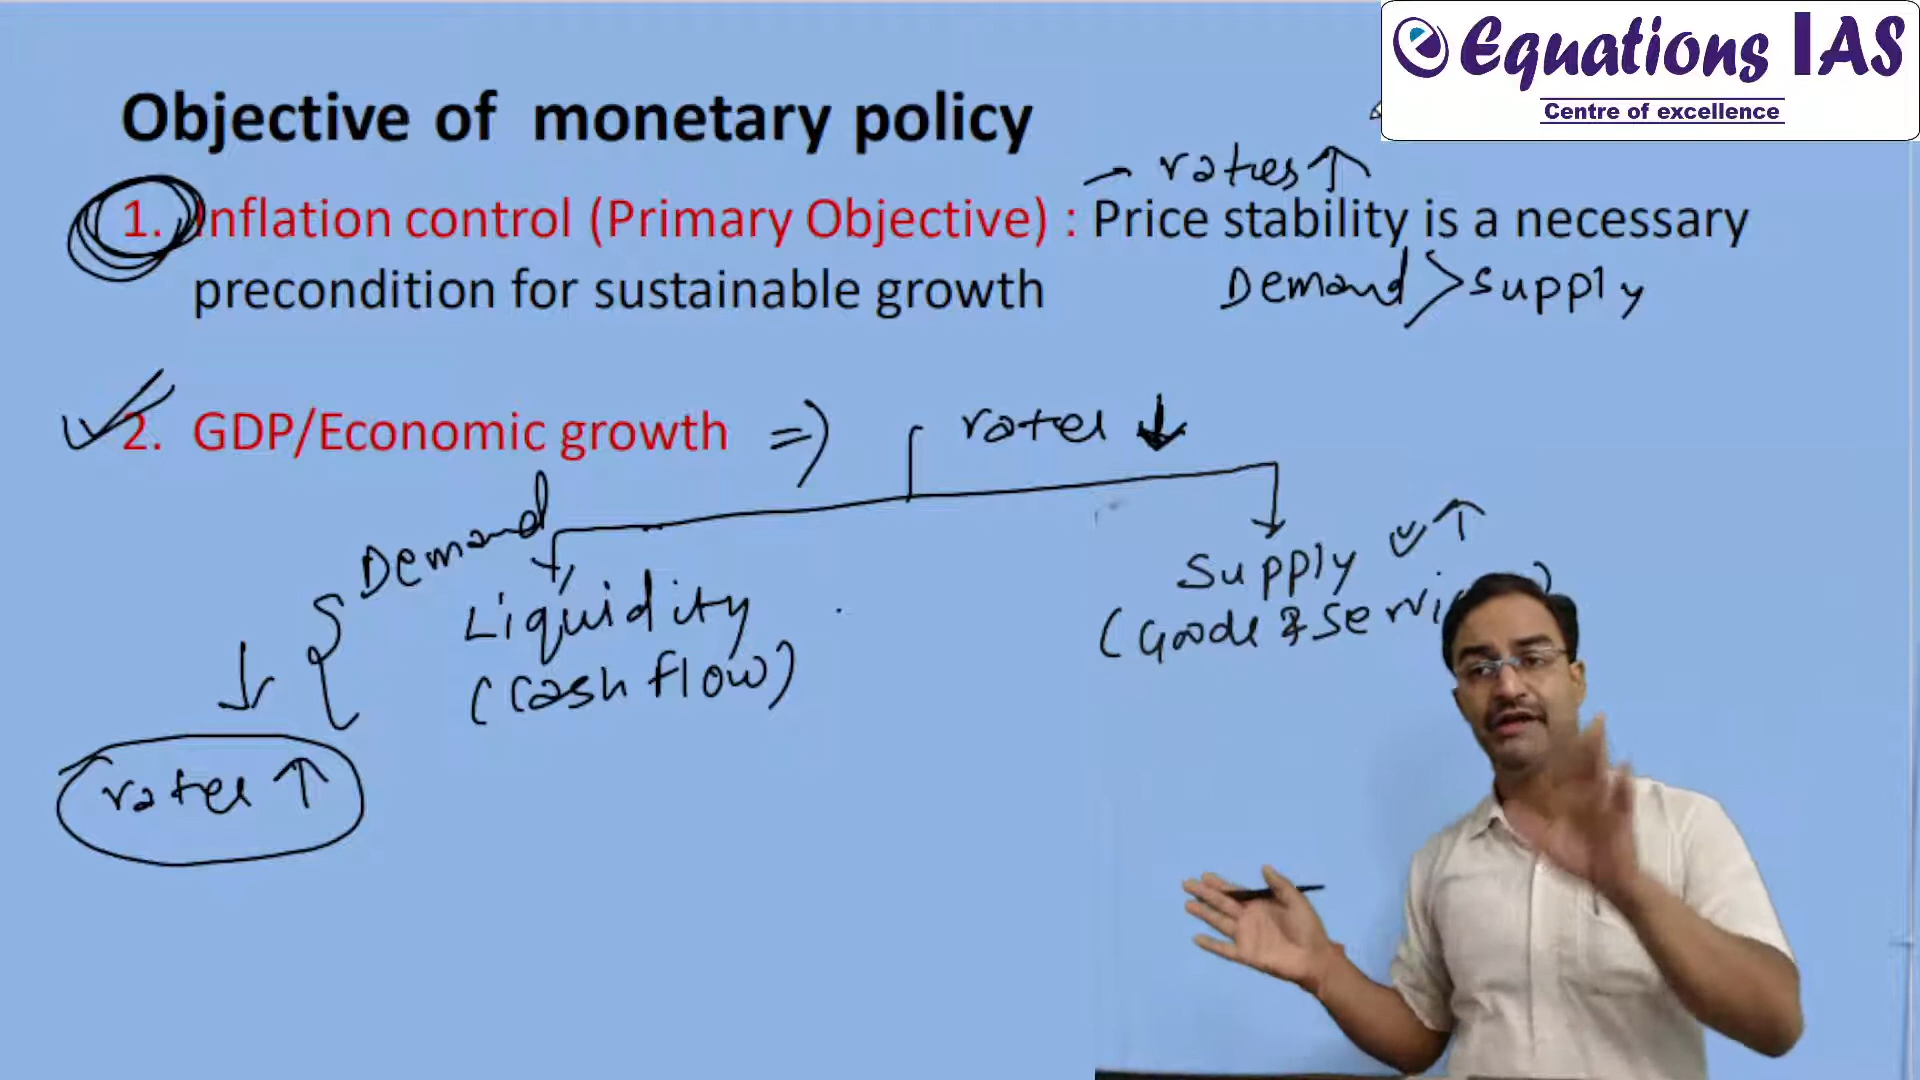 Equations IAS
Centre of excellence
Objective of monetary policy
– rates ↑
1. Inflation control (Primary Objective) : Price stability is a necessary
precondition for sustainable growth
Demand > supply
2. GDP/Economic growth ⇒ rates ↓
Demand
Liquidity
(Cash flow)
Supply ↑
(Goods & Servi
rates ↑